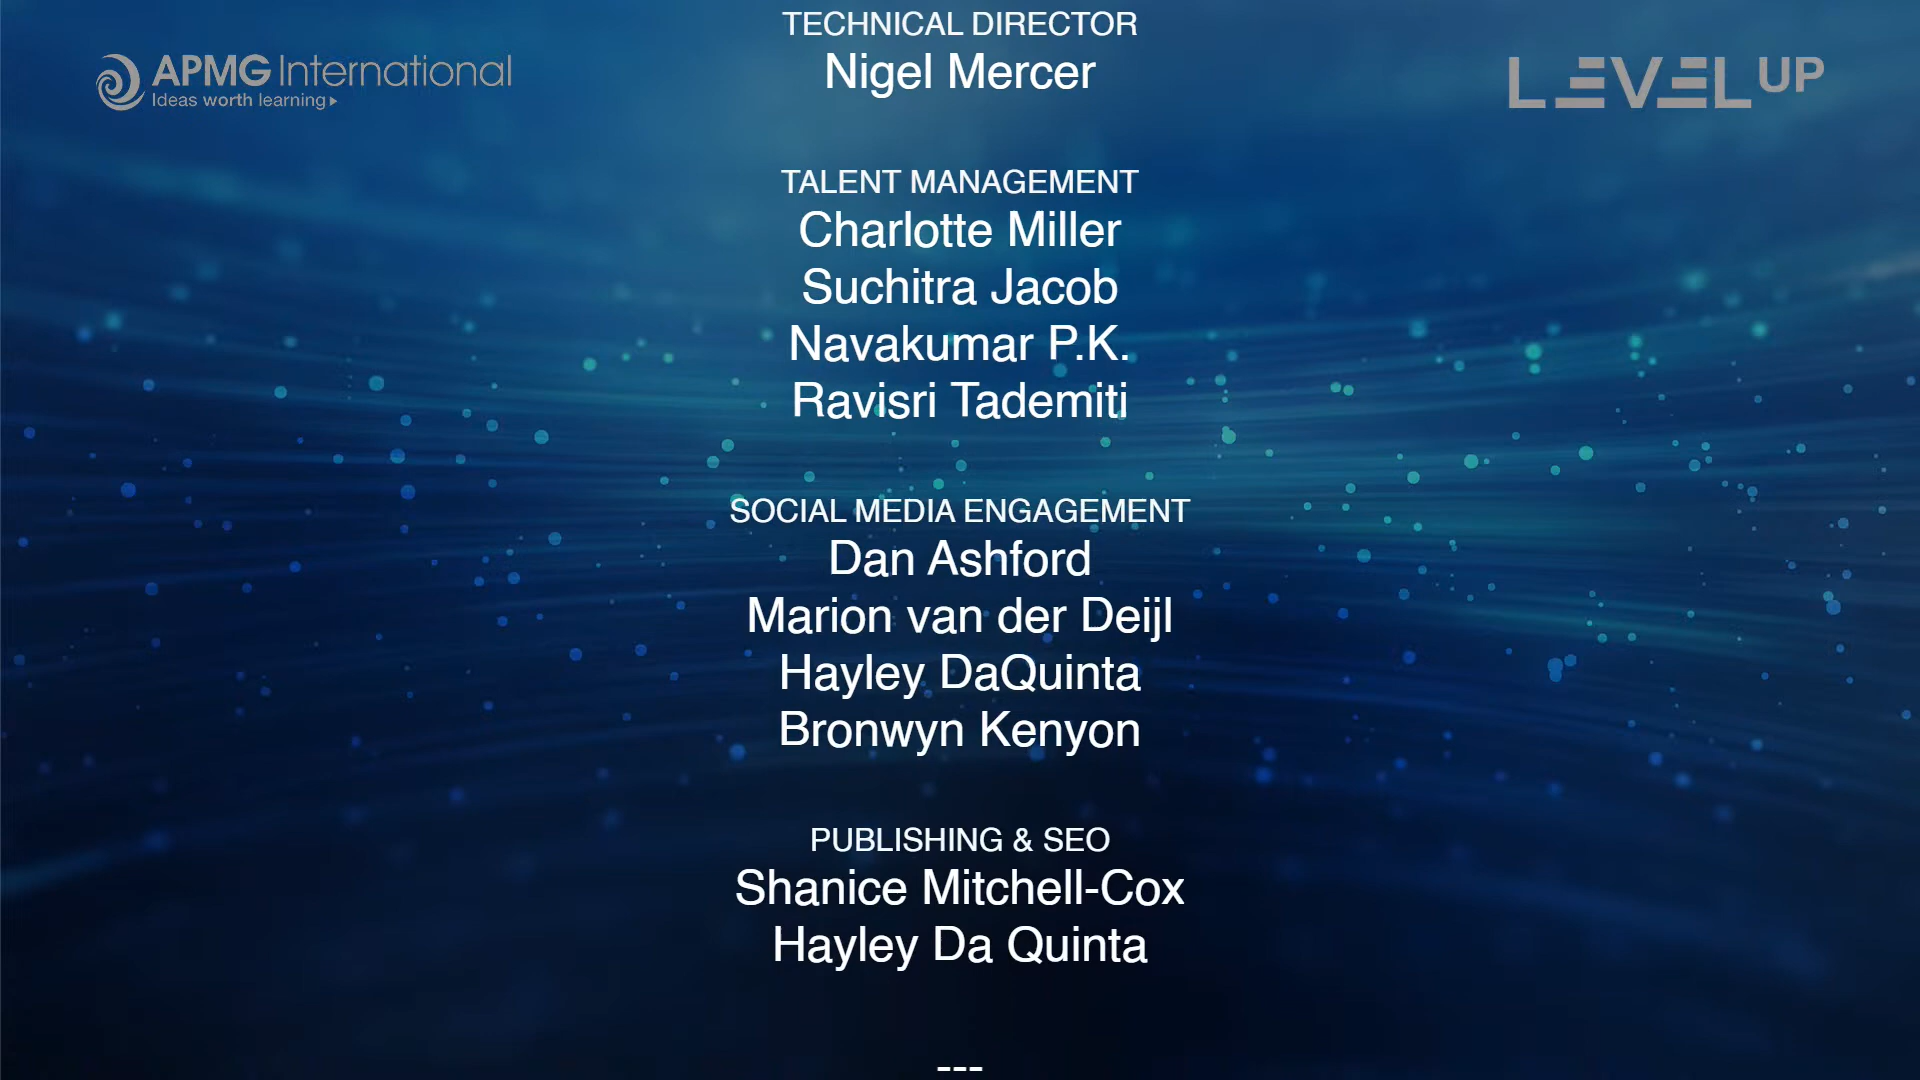 TECHNICAL DIRECTOR
Nigel Mercer
APMG International
Ideas worth learning
LEVEL UP
TALENT MANAGEMENT
Charlotte Miller
Suchitra Jacob
Navakumar P.K.
Ravisri Tademiti
SOCIAL MEDIA ENGAGEMENT
Dan Ashford
Marion van der Deijl
Hayley DaQuinta
Bronwyn Kenyon
PUBLISHING & SEO
Shanice Mitchell-Cox
Hayley Da Quinta
---